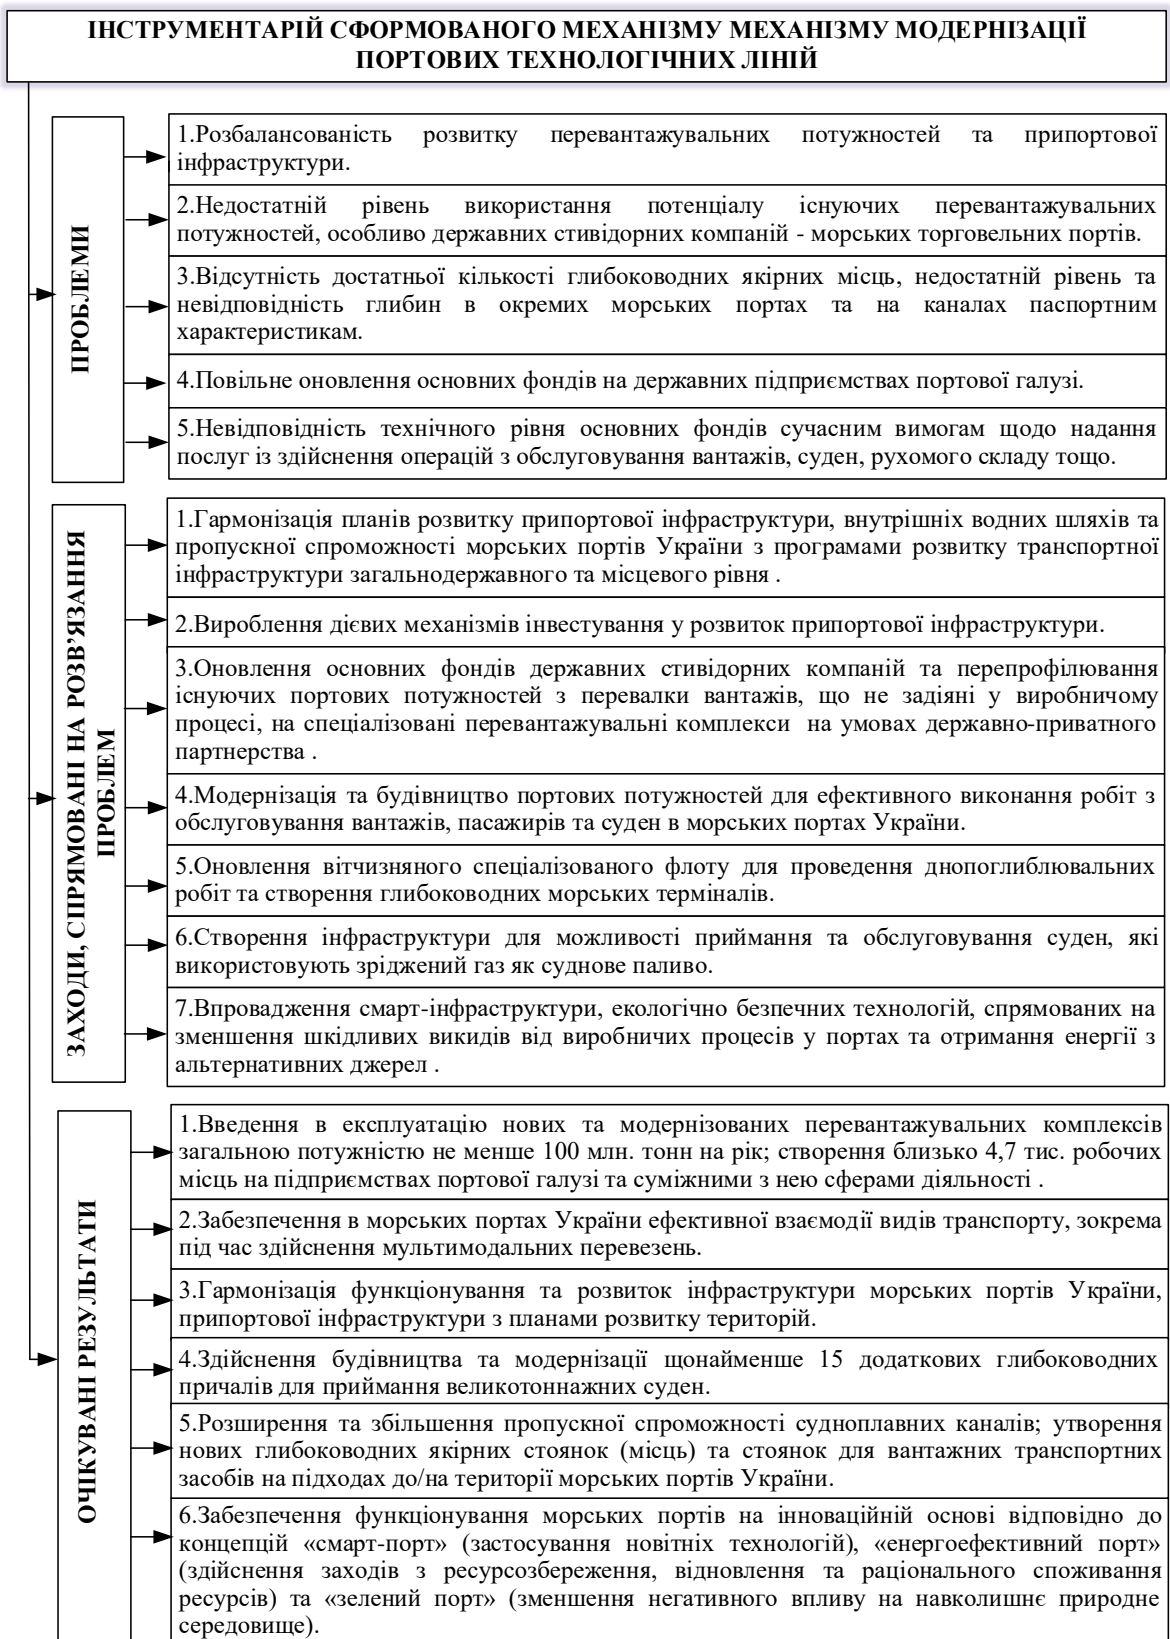 ІНСТРУМЕНТАРІЙ СФОРМОВАНОГО МЕХАНІЗМУ МЕХАНІЗМУ МОДЕРНІЗАЦІЇ
ПОРТОВИХ ТЕХНОЛОГІЧНИХ ЛІНІЙ
ПРОБЛЕМИ
1.Розбалансованість розвитку перевантажувальних потужностей та припортової
інфраструктури.
2.Недостатній рівень використання потенціалу існуючих перевантажувальних
потужностей, особливо державних стивідорних компаній - морських торговельних портів.
3.Відсутність достатньої кількості глибоководних якірних місць, недостатній рівень та
невідповідність глибин в окремих морських портах та на каналах паспортним
характеристикам.
4.Повільне оновлення основних фондів на державних підприємствах портової галузі.
5.Невідповідність технічного рівня основних фондів сучасним вимогам щодо надання
послуг із здійснення операцій з обслуговування вантажів, суден, рухомого складу тощо.
ЗАХОДИ, СПРЯМОВАНІ НА РОЗВ’ЯЗАННЯ
ПРОБЛЕМ
1.Гармонізація планів розвитку припортової інфраструктури, внутрішніх водних шляхів та
пропускної спроможності морських портів України з програмами розвитку транспортної
інфраструктури загальнодержавного та місцевого рівня .
2.Вироблення дієвих механізмів інвестування у розвиток припортової інфраструктури.
3.Оновлення основних фондів державних стивідорних компаній та перепрофілювання
існуючих портових потужностей з перевалки вантажів, що не задіяні у виробничому
процесі, на спеціалізовані перевантажувальні комплекси на умовах державно-приватного
партнерства .
4.Модернізація та будівництво портових потужностей для ефективного виконання робіт з
обслуговування вантажів, пасажирів та суден в морських портах України.
5.Оновлення вітчизняного спеціалізованого флоту для проведення днопоглиблювальних
робіт та створення глибоководних морських терміналів.
6.Створення інфраструктури для можливості приймання та обслуговування суден, які
використовують зріджений газ як суднове паливо.
7.Впровадження смарт-інфраструктури, екологічно безпечних технологій, спрямованих на
зменшення шкідливих викидів від виробничих процесів у портах та отримання енергії з
альтернативних джерел .
ОЧІКУВАНІ РЕЗУЛЬТАТИ
1.Введення в експлуатацію нових та модернізованих перевантажувальних комплексів
загальною потужністю не менше 100 млн. тонн на рік; створення близько 4,7 тис. робочих
місць на підприємствах портової галузі та суміжними з нею сферами діяльності .
2.Забезпечення в морських портах України ефективної взаємодії видів транспорту, зокрема
під час здійснення мультимодальних перевезень.
3.Гармонізація функціонування та розвиток інфраструктури морських портів України,
припортової інфраструктури з планами розвитку територій.
4.Здійснення будівництва та модернізації щонайменше 15 додаткових глибоководних
причалів для приймання великотоннажних суден.
5.Розширення та збільшення пропускної спроможності судноплавних каналів; утворення
нових глибоководних якірних стоянок (місць) та стоянок для вантажних транспортних
засобів на підходах до/на території морських портів України.
6.Забезпечення функціонування морських портів на інноваційній основі відповідно до
концепцій «смарт-порт» (застосування новітніх технологій), «енергоефективний порт»
(здійснення заходів з ресурсозбереження, відновлення та раціонального споживання
ресурсів) та «зелений порт» (зменшення негативного впливу на навколишнє природне
середовище).